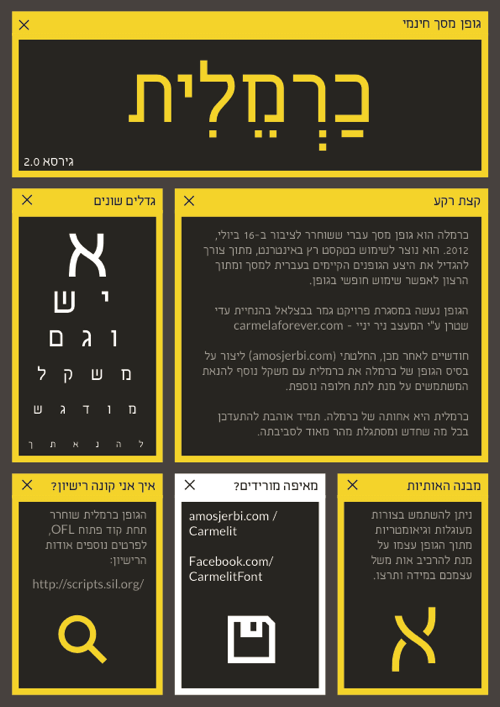 גופן מסך חינמי
כַּרְמֵלִית
גירסא 2.0
קצת רקע
כרמלה הוא גופן מסך עברי ששוחרר לציבור ב-16 ביולי,
2012. הוא נוצר לשימוש בטקסט רץ באינטרנט, מתוך צורך
להגדיל את היצע הגופנים הקיימים בעברית למסך ומתוך
הרצון לאפשר שימוש חופשי בגופן.
הגופן נעשה במסגרת פרויקט גמר בבצלאל בהנחיית עדי
שטרן ע"י המעצב ניר יניי - carmelaforever.com
חודשיים לאחר מכן, החלטתי (amosjerbi.com) ליצור על
בסיס הגופן של כרמלה את כרמלית עם משקל נוסף להנאת
המשתמשים על מנת לתת חלופה נוספת.
כרמלית היא אחותה של כרמלה. תמיד אוהבת להתעדכן
בכל מה שחדש ומסתגלת מהר מאוד לסביבתה.
גדלים שונים
א
יש
וגם
משקל
מודגש
להנאתך
מבנה האותיות
ניתן להשתמש בצורות
מעוגלות וגיאומטריות
מתוך הגופן עצמו על
מנת להרכיב אות משל
עצמכם במידה ותרצו.
א
מאיפה מורידים?
amosjerbi.com /
Carmelit
Facebook.com/
CarmelitFont
איך אני קונה רישיון?
הגופן כרמלית שוחרר
תחת קוד פתוח OFL,
לפרטים נוספים אודות
הרישיון:
http://scripts.sil.org/